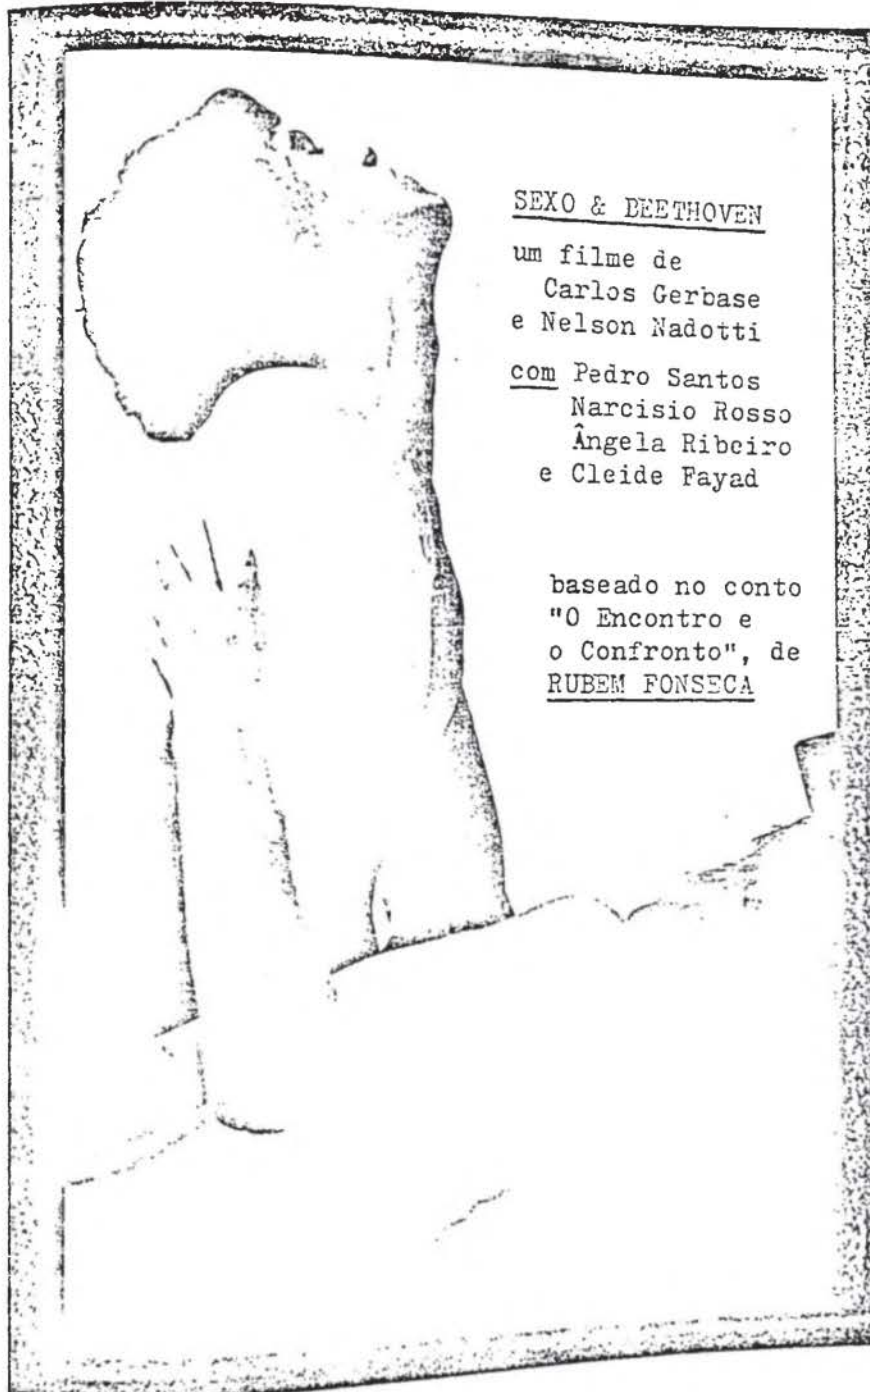 SEXO & BEETHOVEN
um filme de
Carlos Gerbase
e Nelson Nadotti
com Pedro Santos
Narcisio Rosso
Ângela Ribeiro
e Cleide Fayad
baseado no conto
"O Encontro e
o Confronto", de
RUBEM FONSECA